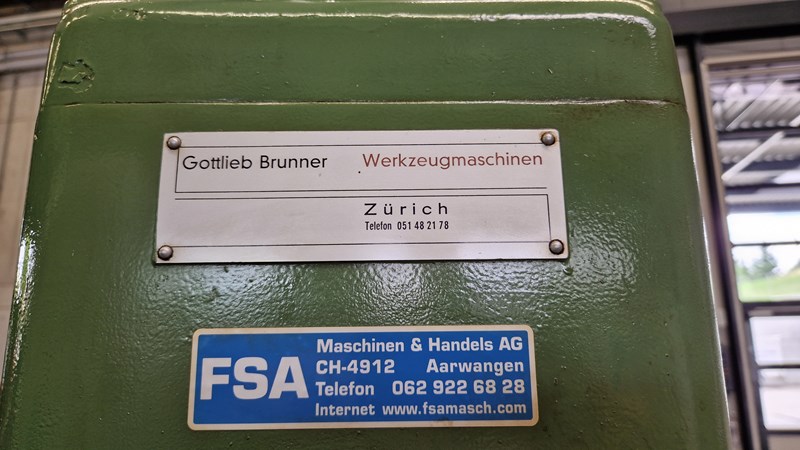 Gottlieb Brunner Werkzeugmaschinen
Zürich
Telefon 051 48 21 78
FSA
Maschinen & Handels AG
CH-4912 Aarwangen
Telefon 062 922 68 28
Internet www.fsamasch.com